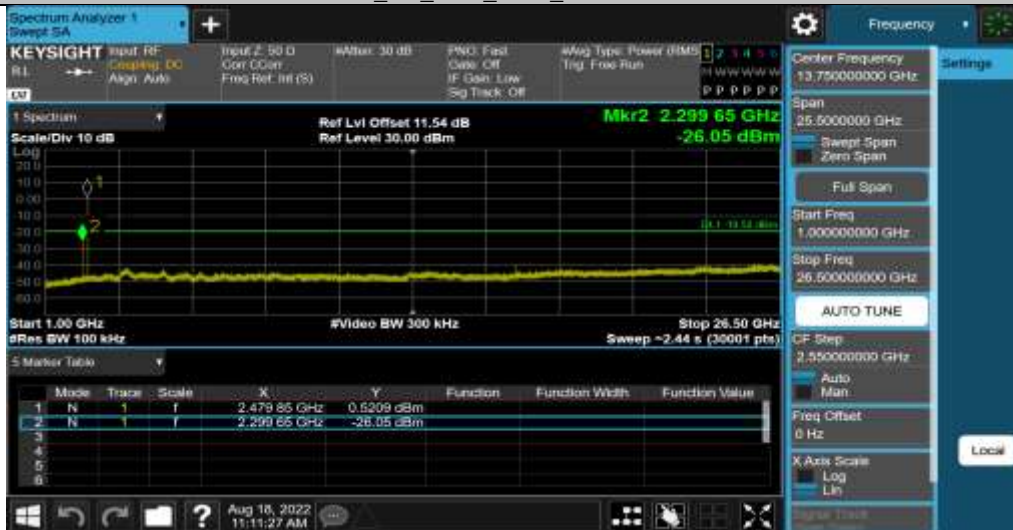 Spectrum Analyzer 1
Swept SA
+
Frequency
KEYSIGHT
RL
Input: RF
Coupling: DC
Align: Auto
Input Z: 50 Ω
Corr CCorr
Freq Ref: Int (S)
#Atten: 30 dB
PNO: Fast
Gate: Off
IF Gain: Low
Sig Track: Off
#Avg Type: Power (RMS
Trig: Free Run
1 2 3 4 5 6
M W W W W W
P P P P P P
1 Spectrum
Scale/Div 10 dB
Ref Lvl Offset 11.54 dB
Ref Level 30.00 dBm
Mkr2 2.299 65 GHz
-26.05 dBm
Log
20.0
10.0
0.00
-10.0
-20.0
-30.0
-40.0
-50.0
-60.0
1
2
Start 1.00 GHz
#Res BW 100 kHz
#Video BW 300 kHz
Stop 26.50 GHz
Sweep ~2.44 s (30001 pts)
5 Marker Table
Mode Trace Scale X Y Function Function Width Function Value
1 N 1 f 2.479 85 GHz 0.5209 dBm
2 N 1 f 2.299 65 GHz -26.05 dBm
3
4
5
6
Aug 18, 2022
11:11:27 AM
Center Frequency
13.750000000 GHz
Span
25.5000000 GHz
Swept Span
Zero Span
Full Span
Start Freq
1.000000000 GHz
Stop Freq
26.500000000 GHz
AUTO TUNE
CF Step
2.550000000 GHz
Auto
Man
Freq Offset
0 Hz
X Axis Scale
Log
Lin
Signal Track
Settings
Local